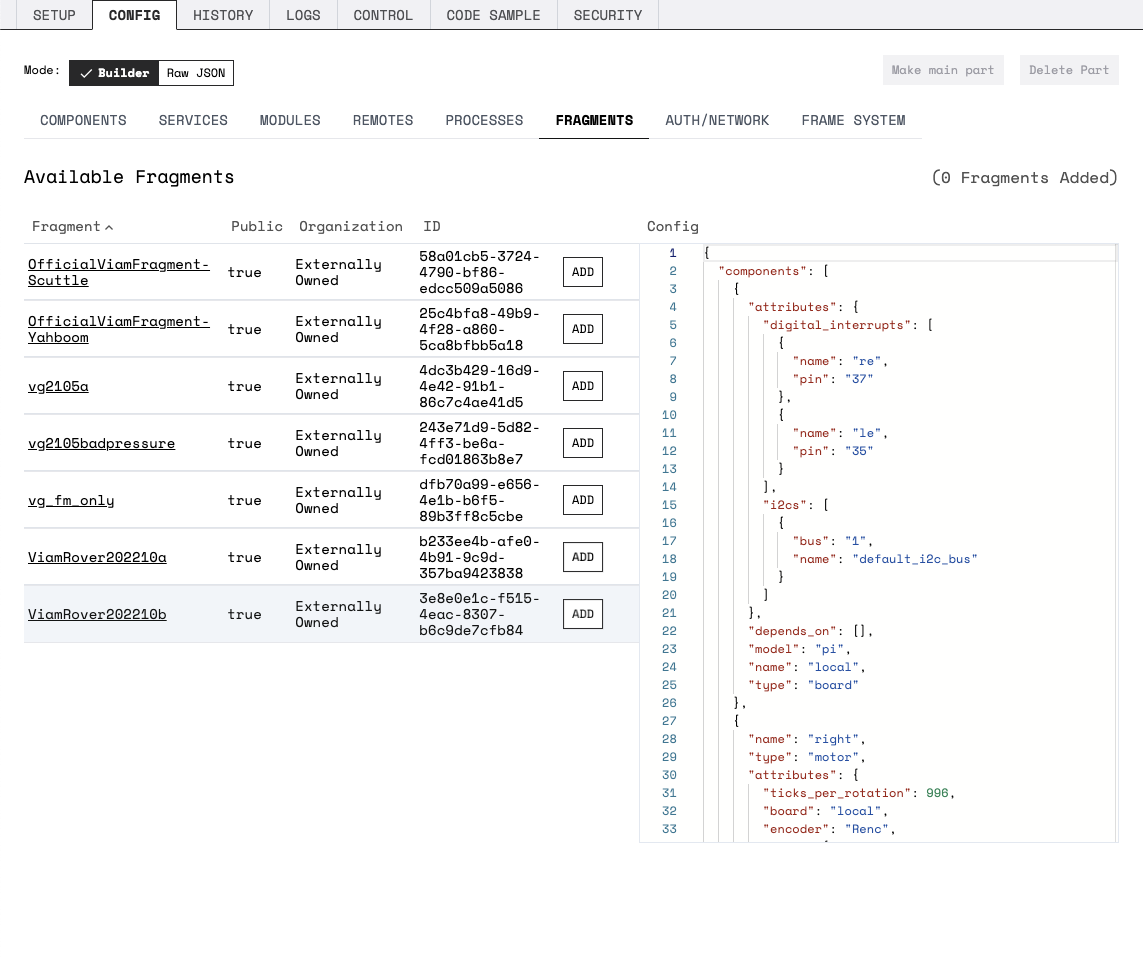 SETUP CONFIG HISTORY LOGS CONTROL CODE SAMPLE SECURITY
Mode: Builder Raw JSON Make main part Delete Part
COMPONENTS SERVICES MODULES REMOTES PROCESSES FRAGMENTS AUTH/NETWORK FRAME SYSTEM
Available Fragments (0 Fragments Added)
Fragment Public Organization ID
OfficialViamFragment-
Scuttle
true
Externally
Owned
58a01cb5-3724-
4790-bf86-
edcc509a5086
ADD
OfficialViamFragment-
Yahboom
true
Externally
Owned
25c4bfa8-49b9-
4f28-a860-
5ca8bfbb5a18
ADD
vg2105a
true
Externally
Owned
4dc3b429-16d9-
4e42-91b1-
86c7c4ae41d5
ADD
vg2105badpressure
true
Externally
Owned
243e71d9-5d82-
4ff3-be6a-
fcd01863b8e7
ADD
vg_fm_only
true
Externally
Owned
dfb70a99-e656-
4e1b-b6f5-
89b3ff8c5cbe
ADD
ViamRover202210a
true
Externally
Owned
b233ee4b-afe0-
4b91-9c9d-
357ba9423838
ADD
ViamRover202210b
true
Externally
Owned
3e8e0e1c-f515-
4eac-8307-
b6c9de7cfb84
ADD
Config
1 {
2 "components": [
3 {
4 "attributes": {
5 "digital_interrupts": [
6 {
7 "name": "re",
8 "pin": "37"
9 },
10 {
11 "name": "le",
12 "pin": "35"
13 }
14 ],
15 "i2cs": [
16 {
17 "bus": "1",
18 "name": "default_i2c_bus"
19 }
20 ]
21 },
22 "depends_on": [],
23 "model": "pi",
24 "name": "local",
25 "type": "board"
26 },
27 {
28 "name": "right",
29 "type": "motor",
30 "attributes": {
31 "ticks_per_rotation": 996,
32 "board": "local",
33 "encoder": "Renc",